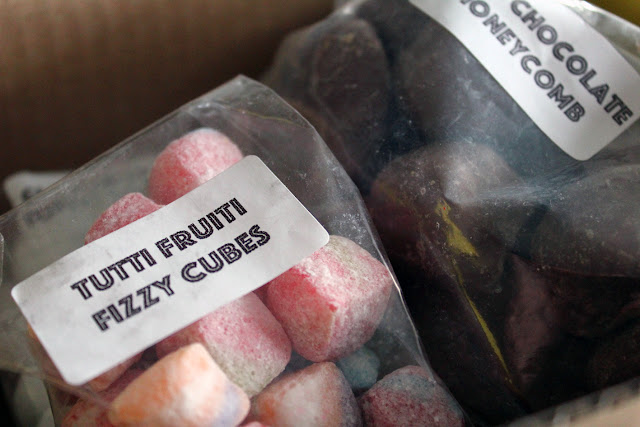 TUTTI FRUITI
FIZZY CUBES
CHOCOLATE
HONEYCOMB